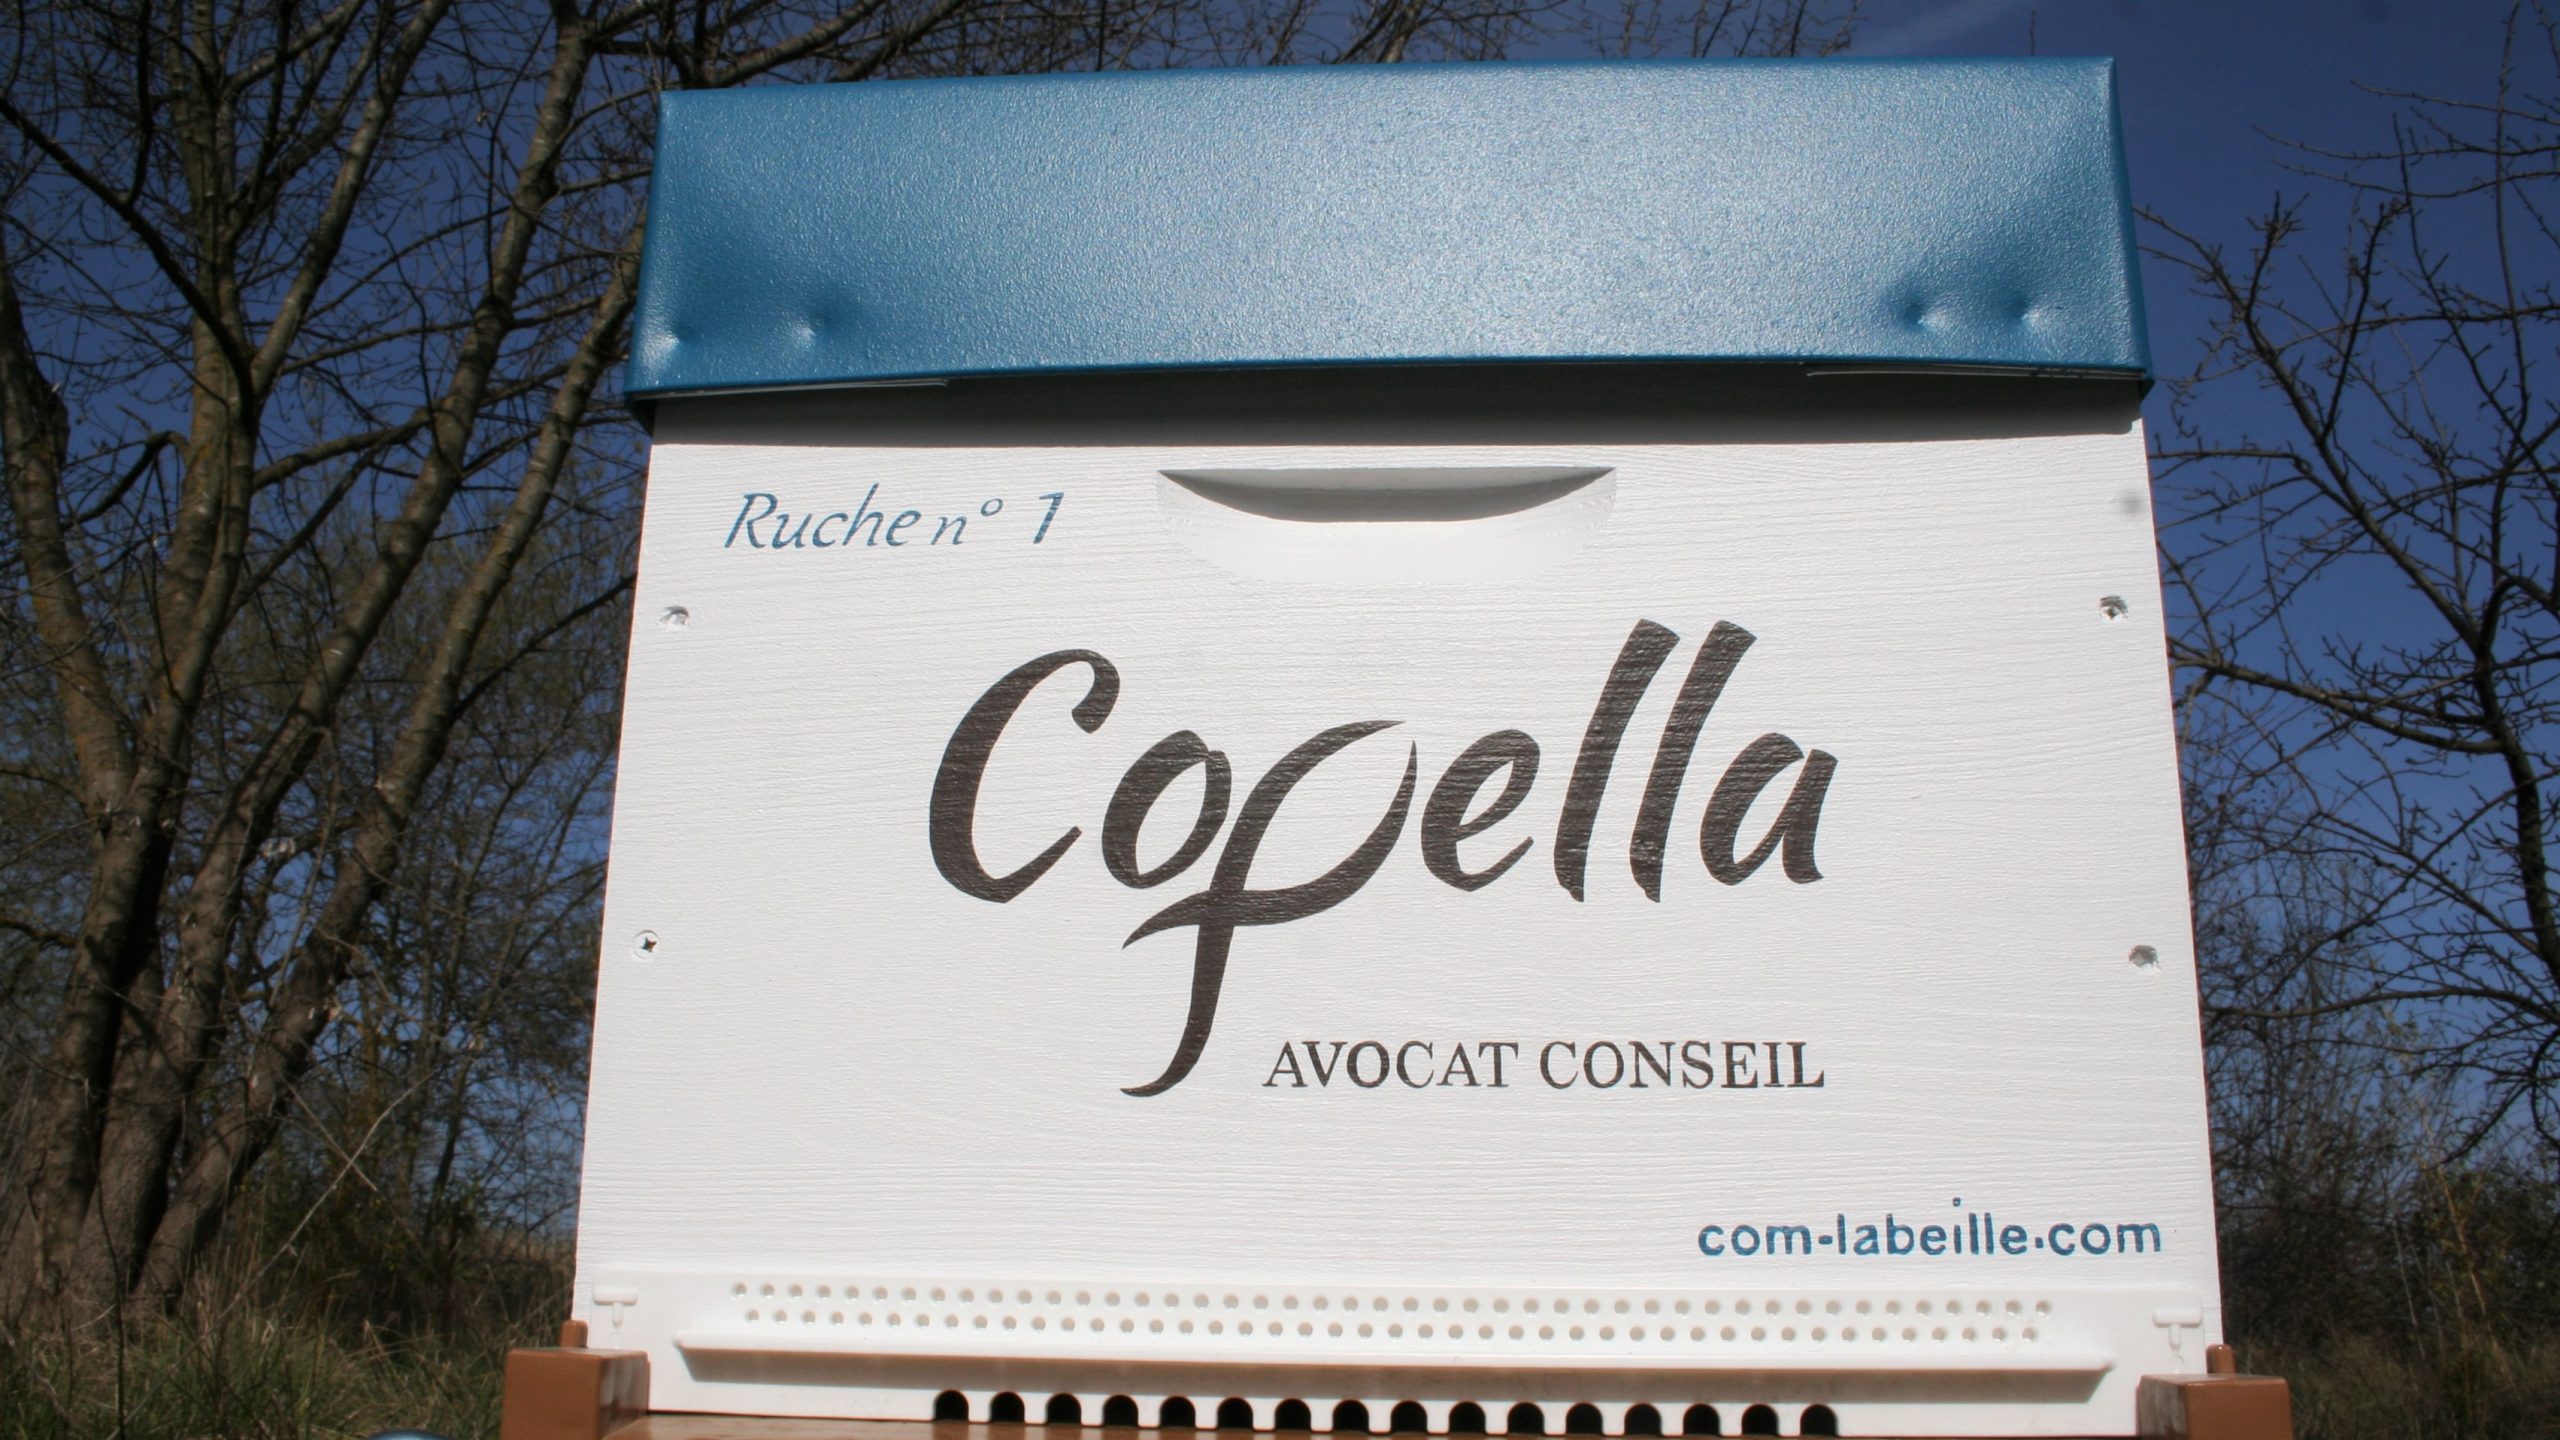 Ruche n° 1
Copella
AVOCAT CONSEIL
com-labeille.com